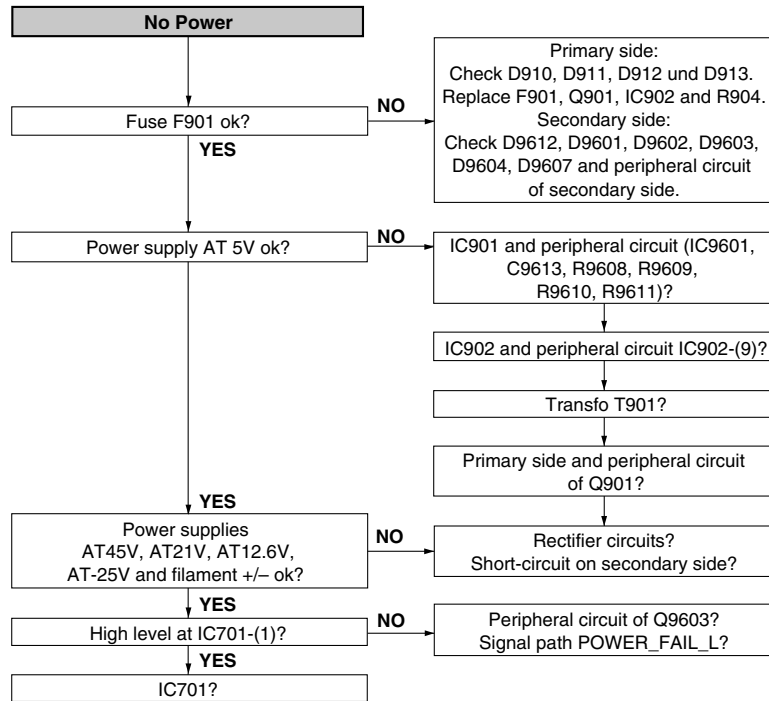 No Power
Fuse F901 ok?
NO
Primary side:
Check D910, D911, D912 und D913.
Replace F901, Q901, IC902 and R904.
Secondary side:
Check D9612, D9601, D9602, D9603,
D9604, D9607 and peripheral circuit
of secondary side.
YES
Power supply AT 5V ok?
NO
IC901 and peripheral circuit (IC9601,
C9613, R9608, R9609,
R9610, R9611)?
IC902 and peripheral circuit IC902-(9)?
Transfo T901?
Primary side and peripheral circuit
of Q901?
YES
Power supplies
AT45V, AT21V, AT12.6V,
AT-25V and filament +/– ok?
NO
Rectifier circuits?
Short-circuit on secondary side?
YES
High level at IC701-(1)?
NO
Peripheral circuit of Q9603?
Signal path POWER_FAIL_L?
YES
IC701?